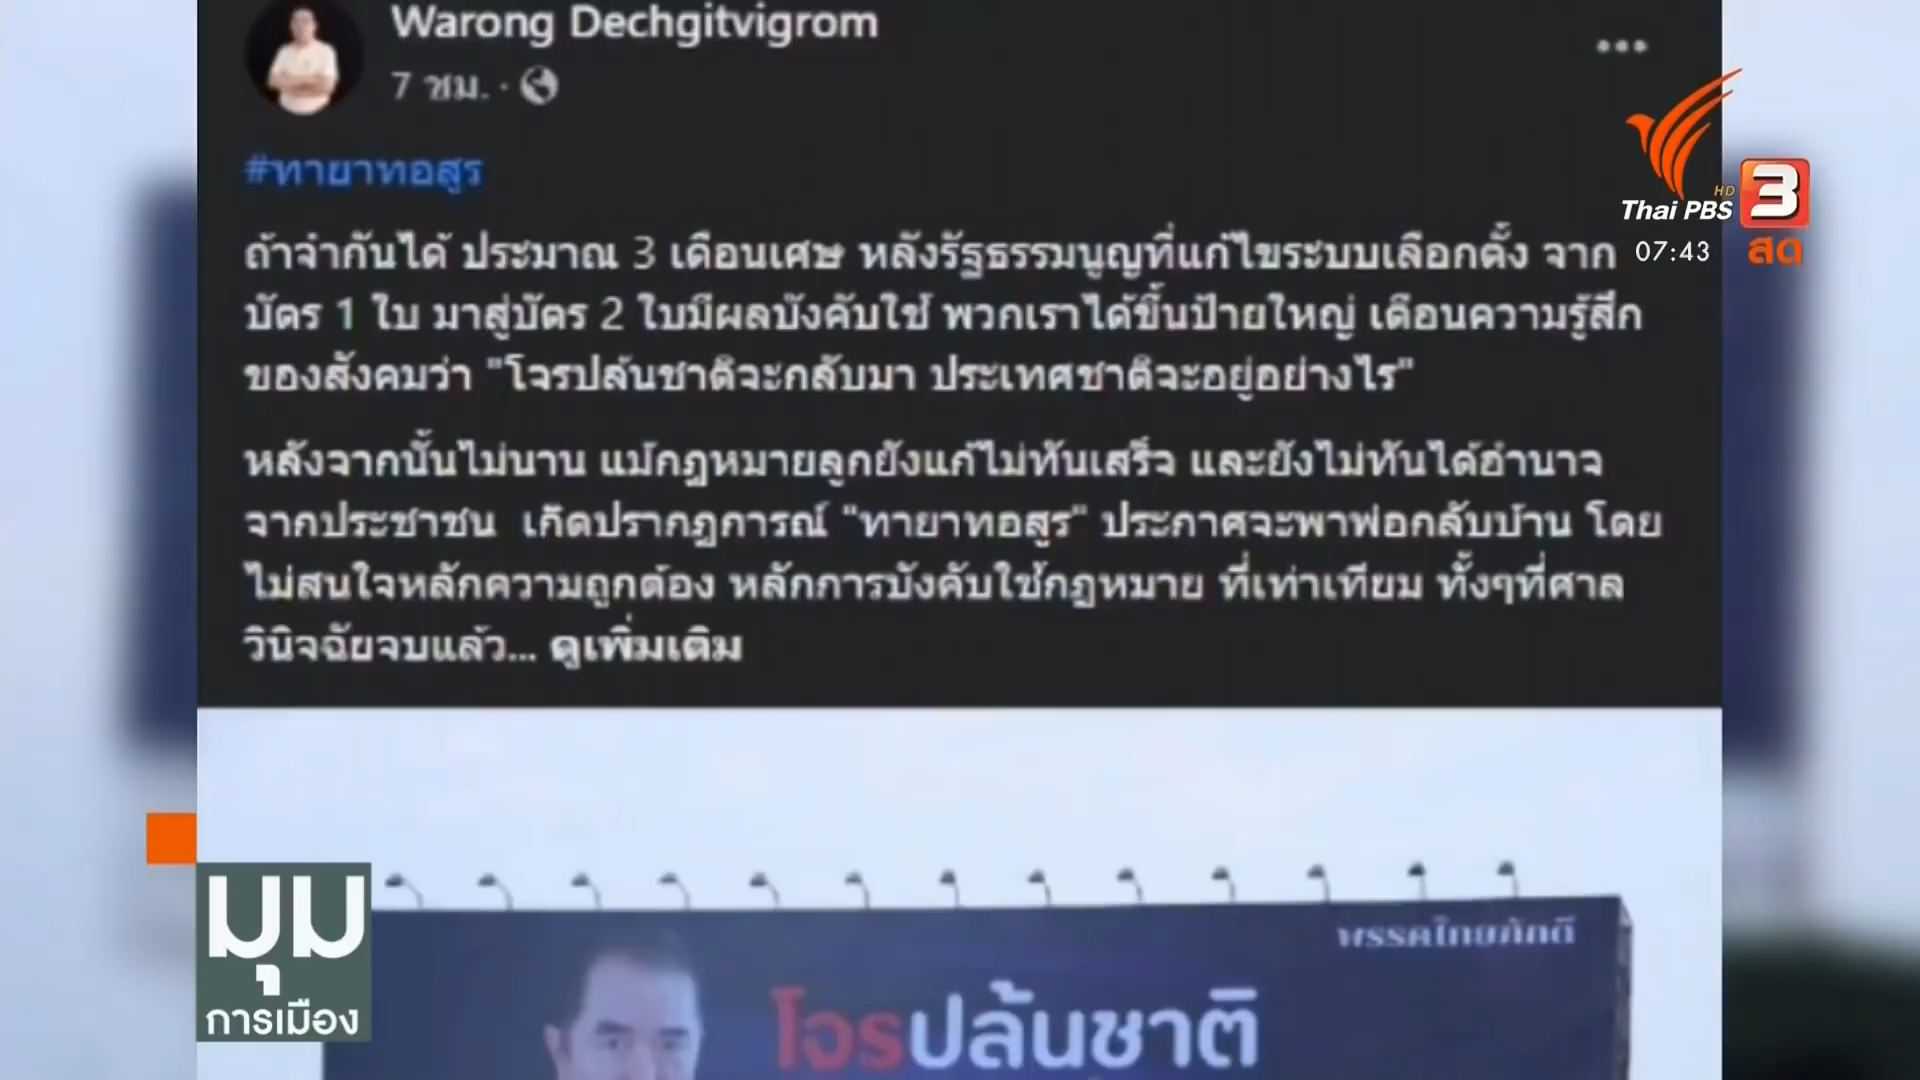 Warong Dechgitvigrom
7 ชม. ·
#ทายาทอสูร
ถ้าจำกันได้ ประมาณ 3 เดือนเศษ หลังรัฐธรรมนูญที่แก้ไขระบบเลือกตั้ง จาก
บัตร 1 ใบ มาสู่บัตร 2 ใบมีผลบังคับใช้ พวกเราได้ขึ้นป้ายใหญ่ เตือนความรู้สึก
ของสังคมว่า "โจรปล้นชาติจะกลับมา ประเทศชาติจะอยู่อย่างไร"
หลังจากนั้นไม่นาน แม้กฎหมายลูกยังแก้ไม่ทันเสร็จ และยังไม่ทันได้อำนาจ
จากประชาชน เกิดปรากฏการณ์ "ทายาทอสูร" ประกาศจะพาพ่อกลับบ้าน โดย
ไม่สนใจหลักความถูกต้อง หลักการบังคับใช้กฎหมาย ที่เท่าเทียม ทั้งๆที่ศาล
วินิจฉัยจบแล้ว... ดูเพิ่มเติม
Thai PBS HD 3
07:43 สด
พรรคไทยภักดี
โจรปล้นชาติ
มุม
การเมือง